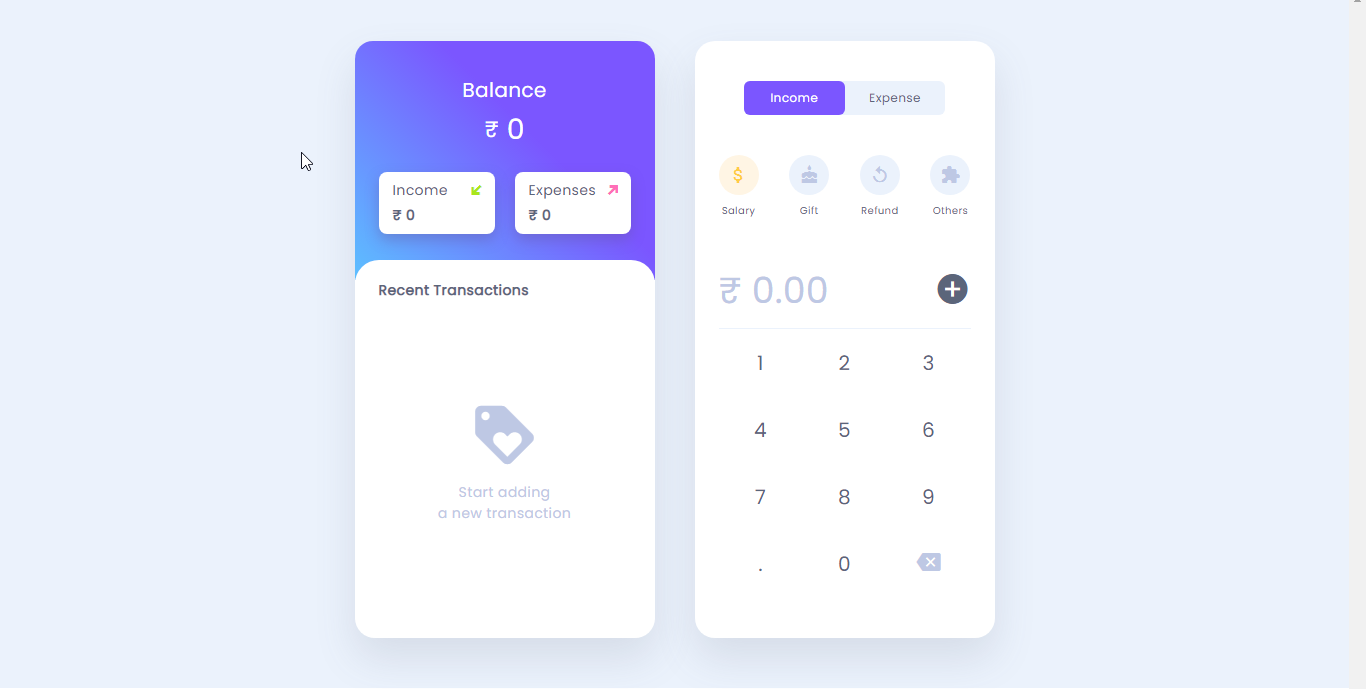 Balance
₹ 0
Income
₹ 0
Expenses
₹ 0
Recent Transactions
Start adding
a new transaction
Income Expense
Salary Gift Refund Others
₹ 0.00
1 2 3
4 5 6
7 8 9
. 0